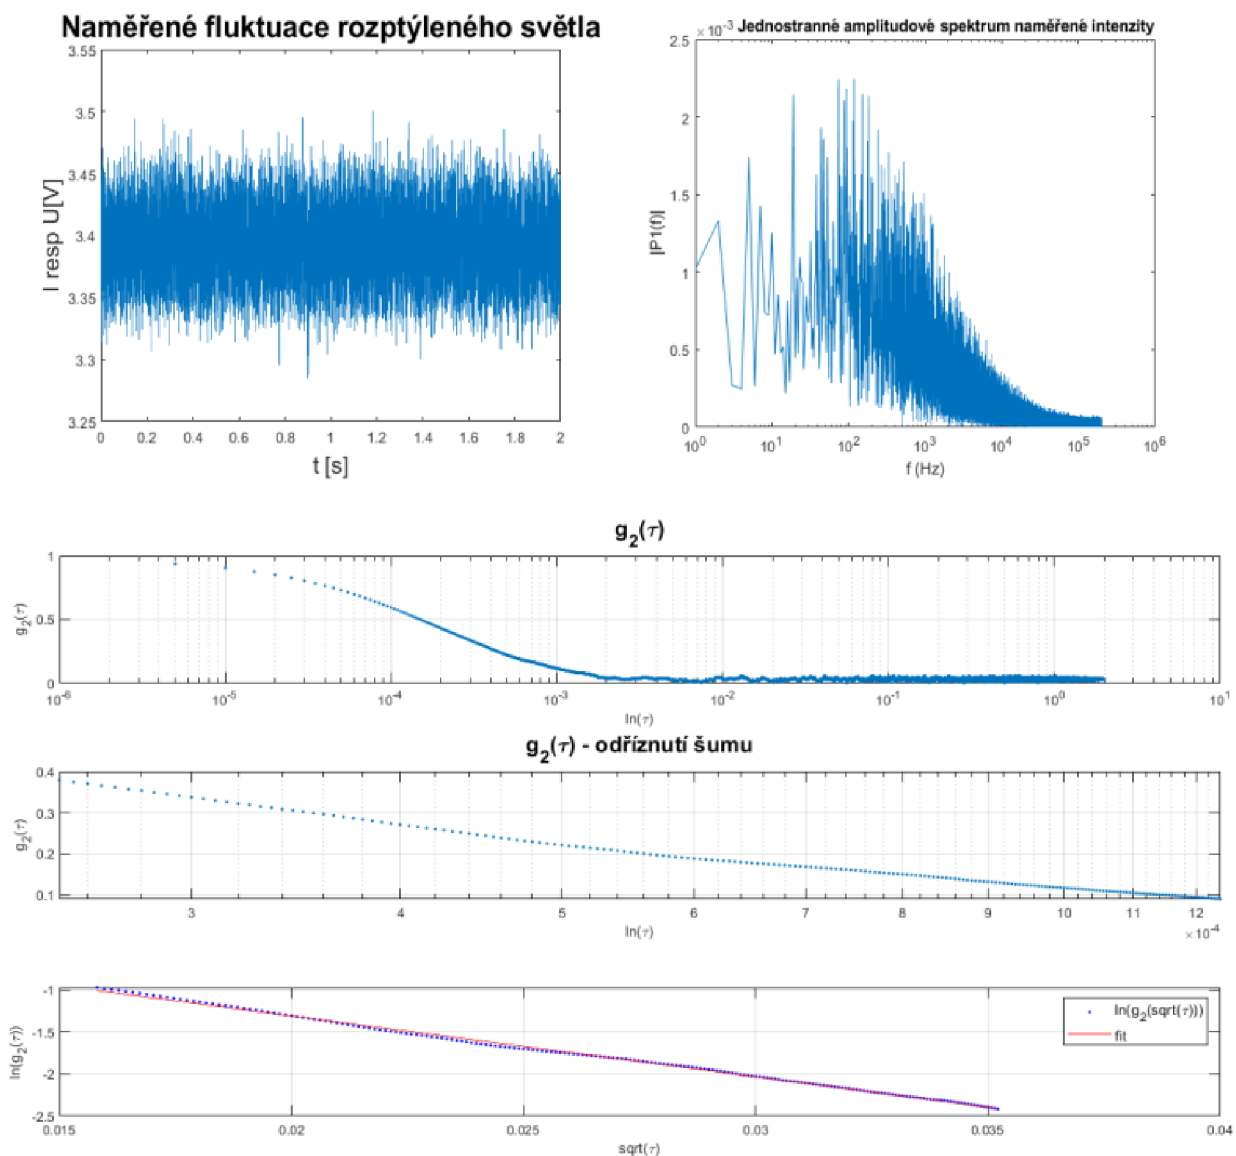 Naměřené fluktuace rozptýleného světla
3.55
3.5
3.45
3.4
3.35
3.3
3.25
I resp U[V]
0 0.2 0.4 0.6 0.8 1 1.2 1.4 1.6 1.8 2
t [s]
×10⁻³ Jednostranné amplitudové spektrum naměřené intenzity
2.5
2
1.5
1
0.5
0
|P1(f)|
10⁰ 10¹ 10² 10³ 10⁴ 10⁵ 10⁶
f (Hz)
g₂(τ)
1
0.5
0
g₂(τ)
10⁻⁶ 10⁻⁵ 10⁻⁴ 10⁻³ 10⁻² 10⁻¹ 10⁰ 10¹
ln(τ)
g₂(τ) - odříznutí šumu
0.4
0.3
0.2
0.1
g₂(τ)
3 4 5 6 7 8 9 10 11 12
ln(τ)
×10⁻⁴
-1
-1.5
-2
-2.5
ln(g₂(τ))
ln(g₂(sqrt(τ)))
fit
0.015 0.02 0.025 0.03 0.035 0.04
sqrt(τ)